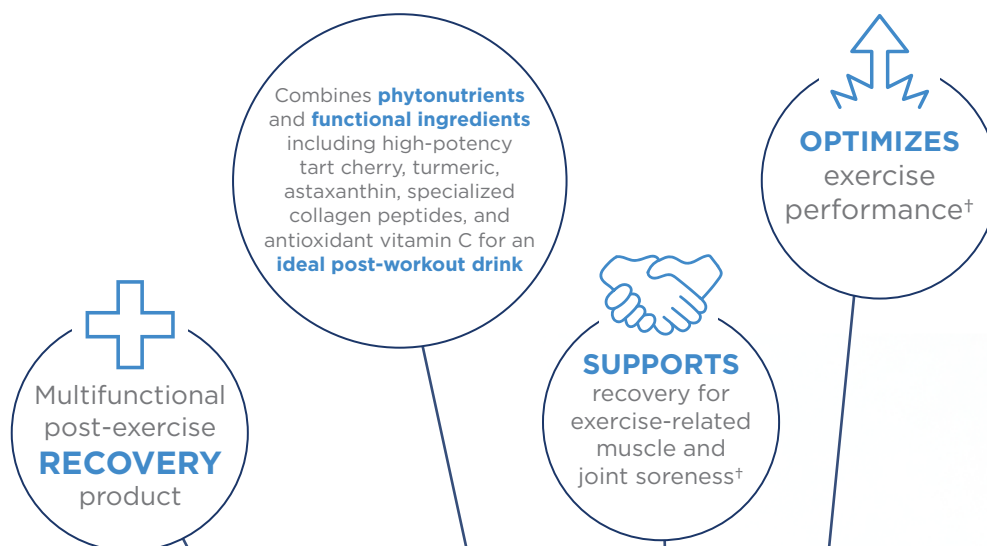 Combines phytonutrients
and functional ingredients
including high-potency
tart cherry, turmeric,
astaxanthin, specialized
collagen peptides, and
antioxidant vitamin C for an
ideal post-workout drink
OPTIMIZES
exercise
performance†
Multifunctional
post-exercise
RECOVERY
product
SUPPORTS
recovery for
exercise-related
muscle and
joint soreness†